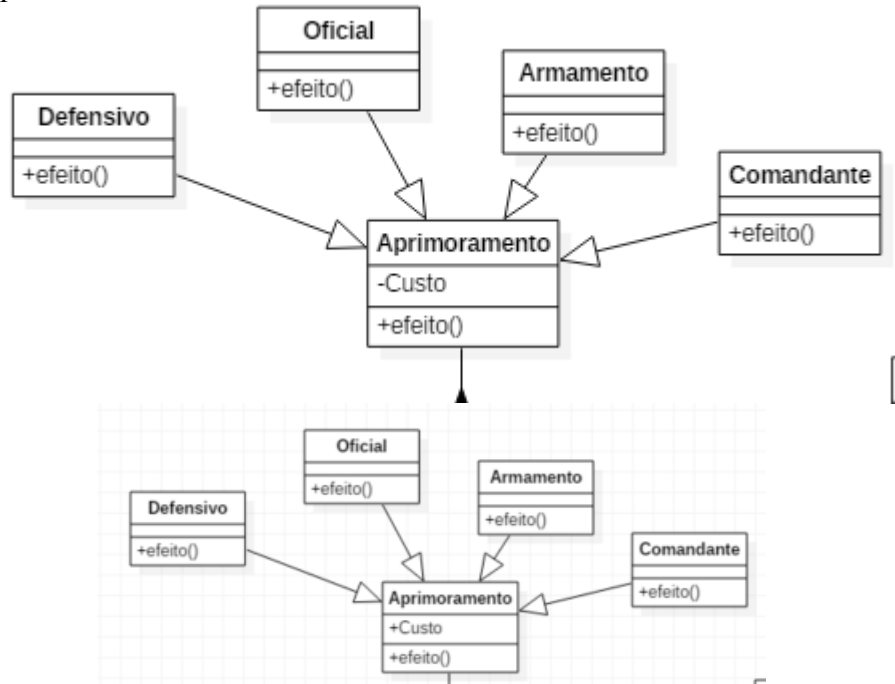 Oficial
+efeito()
Armamento
+efeito()
Defensivo
+efeito()
Comandante
+efeito()
Aprimoramento
-Custo
+efeito()
Oficial
+efeito()
Armamento
+efeito()
Defensivo
+efeito()
Comandante
+efeito()
Aprimoramento
+Custo
+efeito()